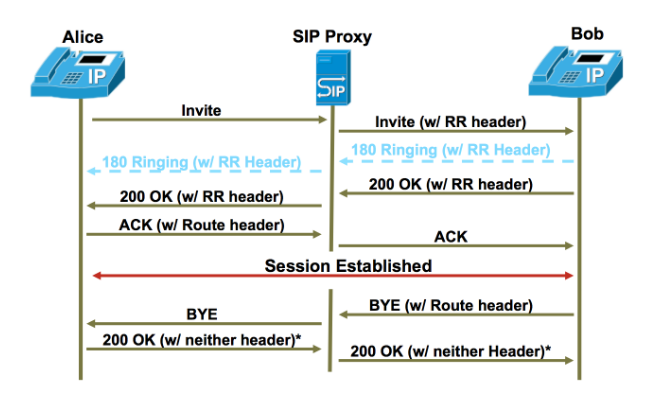 Alice
SIP Proxy
Bob
IP
SIP
IP
Invite
Invite (w/ RR header)
180 Ringing (w/ RR Header)
180 Ringing (w/ RR Header)
200 OK (w/ RR header)
200 OK (w/ RR header)
ACK (w/ Route header)
ACK
Session Established
BYE (w/ Route header)
BYE
200 OK (w/ neither header)*
200 OK (w/ neither Header)*